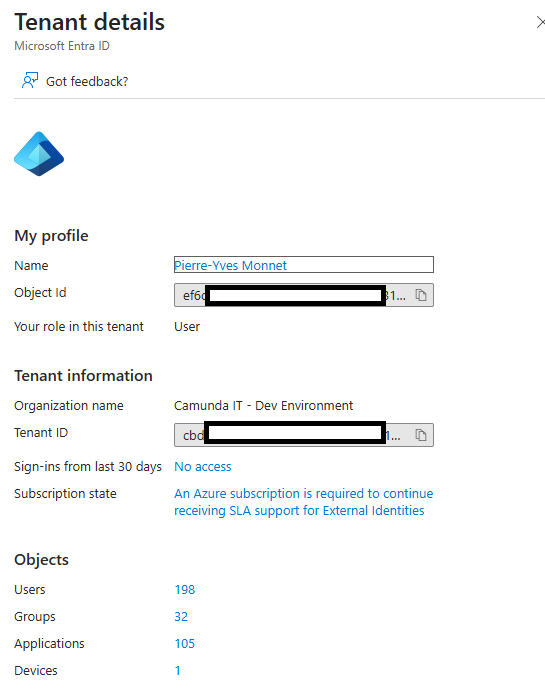 Tenant details
Microsoft Entra ID
Got feedback?
My profile
Name Pierre-Yves Monnet
Object Id ef6 31...
Your role in this tenant User
Tenant information
Organization name Camunda IT - Dev Environment
Tenant ID cbd 1...
Sign-ins from last 30 days No access
Subscription state An Azure subscription is required to continue
receiving SLA support for External Identities
Objects
Users 198
Groups 32
Applications 105
Devices 1